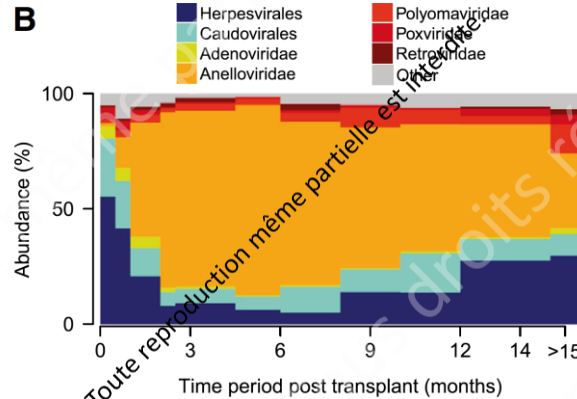 B
Herpesvirales
Caudovirales
Adenoviridae
Anelloviridae
Polyomaviridae
Poxviridae
Retroviridae
Other
Abundance (%)
100
50
0
0 3 6 9 12 14 >15
Time period post transplant (months)
Toute reproduction même partielle est interdite.
droits